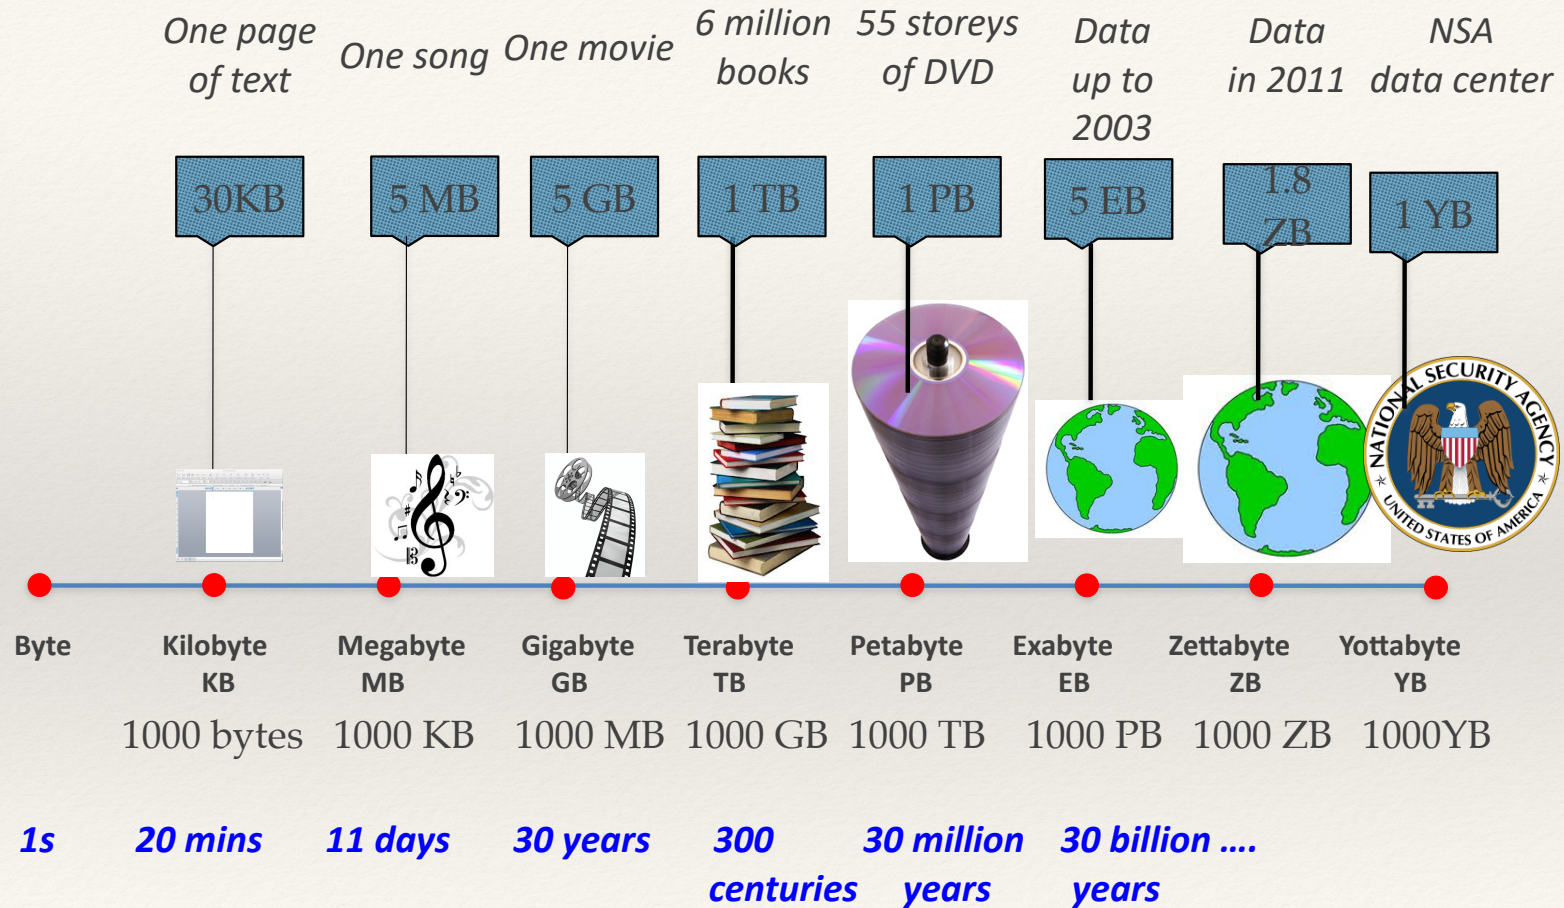 One page
of text
One song
One movie
6 million
books
55 storeys
of DVD
Data
up to
2003
Data
in 2011
NSA
data center
30KB
5 MB
5 GB
1 TB
1 PB
5 EB
1.8
ZB
1 YB
NATIONAL SECURITY AGENCY
UNITED STATES OF AMERICA
Byte
Kilobyte
KB
Megabyte
MB
Gigabyte
GB
Terabyte
TB
Petabyte
PB
Exabyte
EB
Zettabyte
ZB
Yottabyte
YB
1000 bytes
1000 KB
1000 MB
1000 GB
1000 TB
1000 PB
1000 ZB
1000YB
1s
20 mins
11 days
30 years
300
centuries
30 million
years
30 billion ....
years